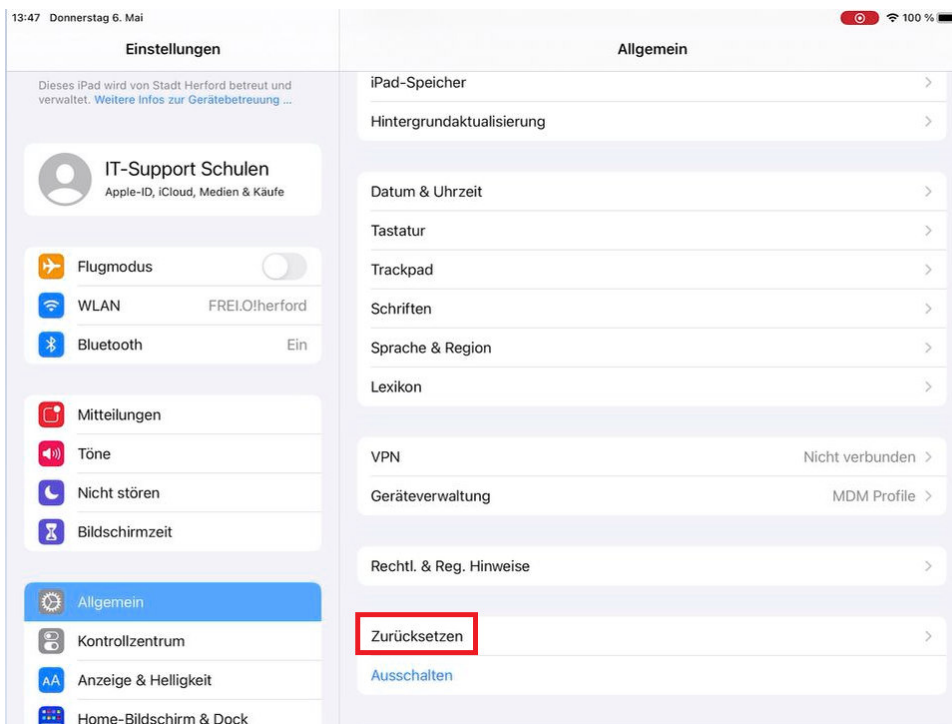 13:47 Donnerstag 6. Mai
100 %
Einstellungen
Dieses iPad wird von Stadt Herford betreut und
verwaltet. Weitere Infos zur Gerätebetreuung ...
IT-Support Schulen
Apple-ID, iCloud, Medien & Käufe
Flugmodus
WLAN FREI.O!herford
Bluetooth Ein
Mitteilungen
Töne
Nicht stören
Bildschirmzeit
Allgemein
Kontrollzentrum
AA Anzeige & Helligkeit
Home-Bildschirm & Dock
Allgemein
iPad-Speicher
Hintergrundaktualisierung
Datum & Uhrzeit
Tastatur
Trackpad
Schriften
Sprache & Region
Lexikon
VPN Nicht verbunden
Geräteverwaltung MDM Profile
Rechtl. & Reg. Hinweise
Zurücksetzen
Ausschalten